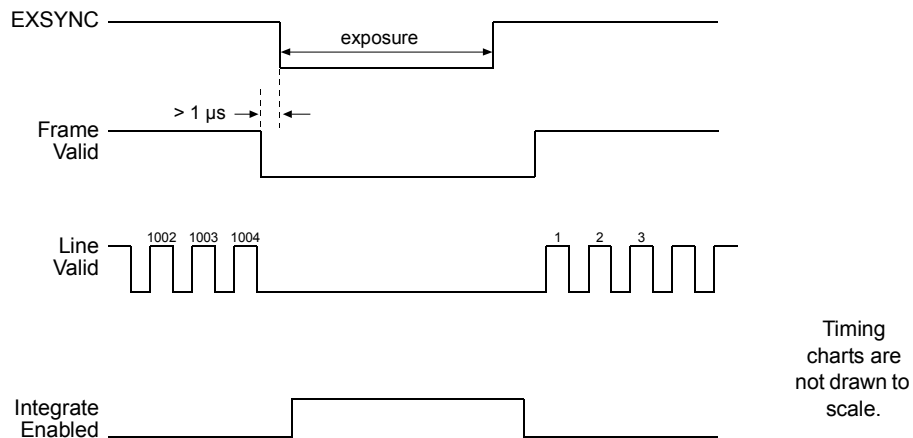 EXSYNC
exposure
> 1 µs
Frame
Valid
1002 1003 1004 1 2 3
Line
Valid
Timing
charts are
not drawn to
scale.
Integrate
Enabled